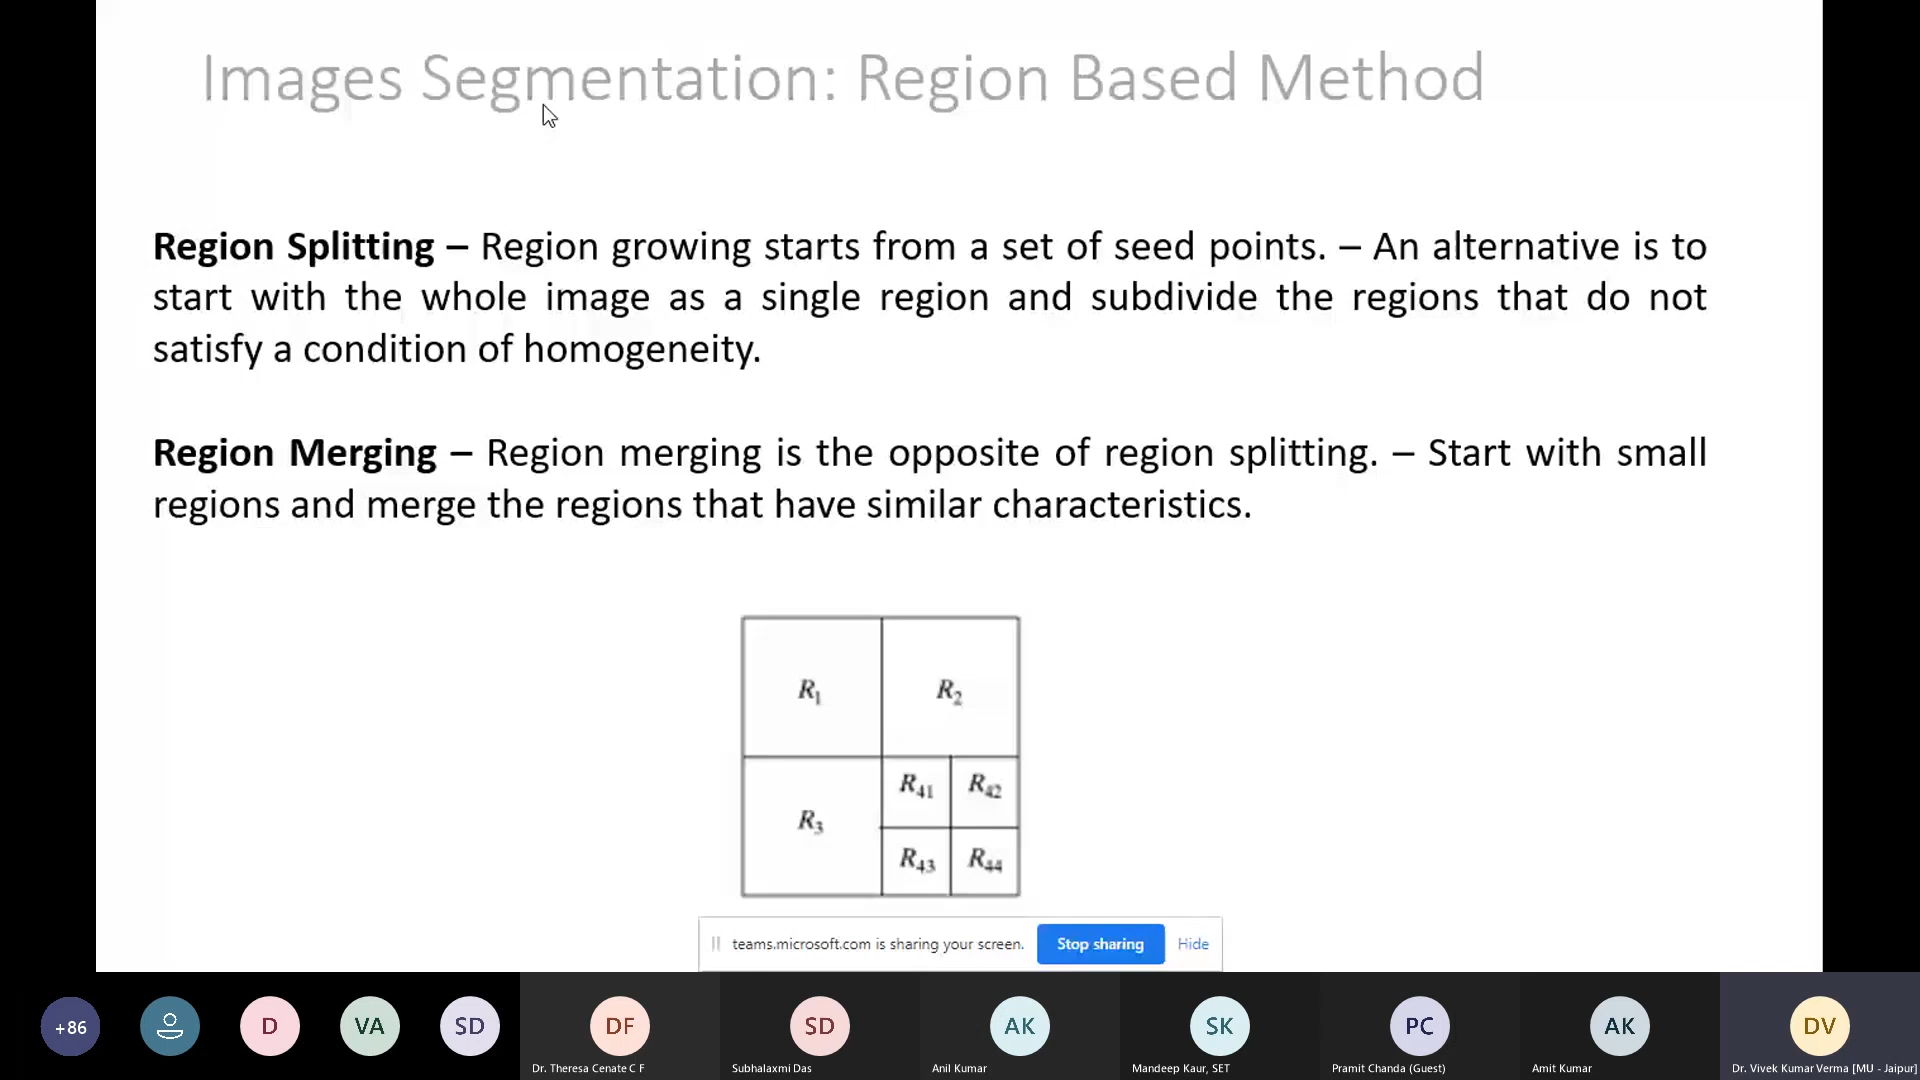 Images Segmentation: Region Based Method
Region Splitting – Region growing starts from a set of seed points. – An alternative is to
start with the whole image as a single region and subdivide the regions that do not
satisfy a condition of homogeneity.
Region Merging – Region merging is the opposite of region splitting. – Start with small
regions and merge the regions that have similar characteristics.
R1 R2
R41 R42
R3
R43 R44
teams.microsoft.com is sharing your screen. Stop sharing Hide
+86 D VA SD DF SD AK SK PC AK DV
Dr. Theresa Cenate C F Subhalaxmi Das Anil Kumar Mandeep Kaur, SET Pramit Chanda (Guest) Amit Kumar Dr. Vivek Kumar Verma [MU - Jaipur]